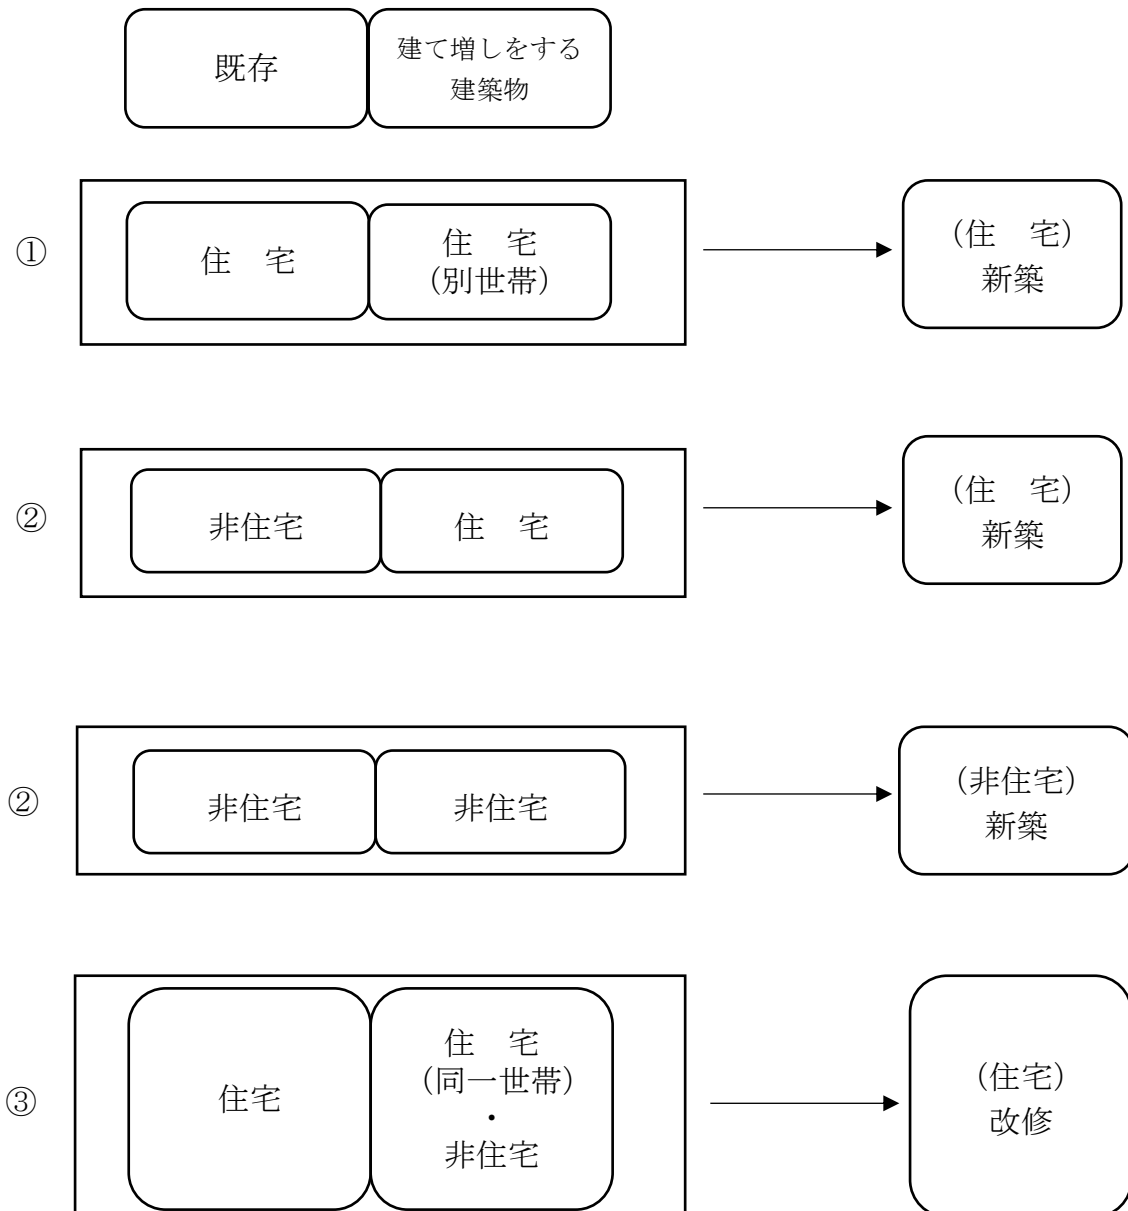 既存
建て増しをする
建築物
①
住　宅
住　宅
（別世帯）
（住　宅）
新築
②
非住宅
住　宅
（住　宅）
新築
②
非住宅
非住宅
（非住宅）
新築
③
住宅
住　宅
（同一世帯）
・
非住宅
（住宅）
改修